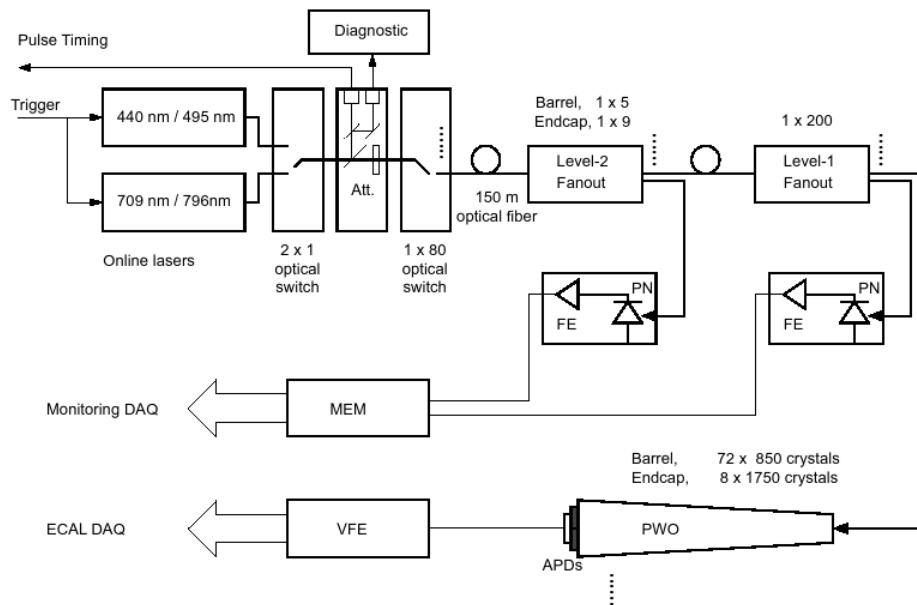 Diagnostic
Pulse Timing
Trigger
440 nm / 495 nm
709 nm / 796nm
Online lasers
2 x 1
optical
switch
Att.
1 x 80
optical
switch
150 m
optical fiber
Barrel, 1 x 5
Endcap, 1 x 9
Level-2
Fanout
1 x 200
Level-1
Fanout
FE
PN
FE
PN
Monitoring DAQ
MEM
Barrel, 72 x 850 crystals
Endcap, 8 x 1750 crystals
ECAL DAQ
VFE
PWO
APDs